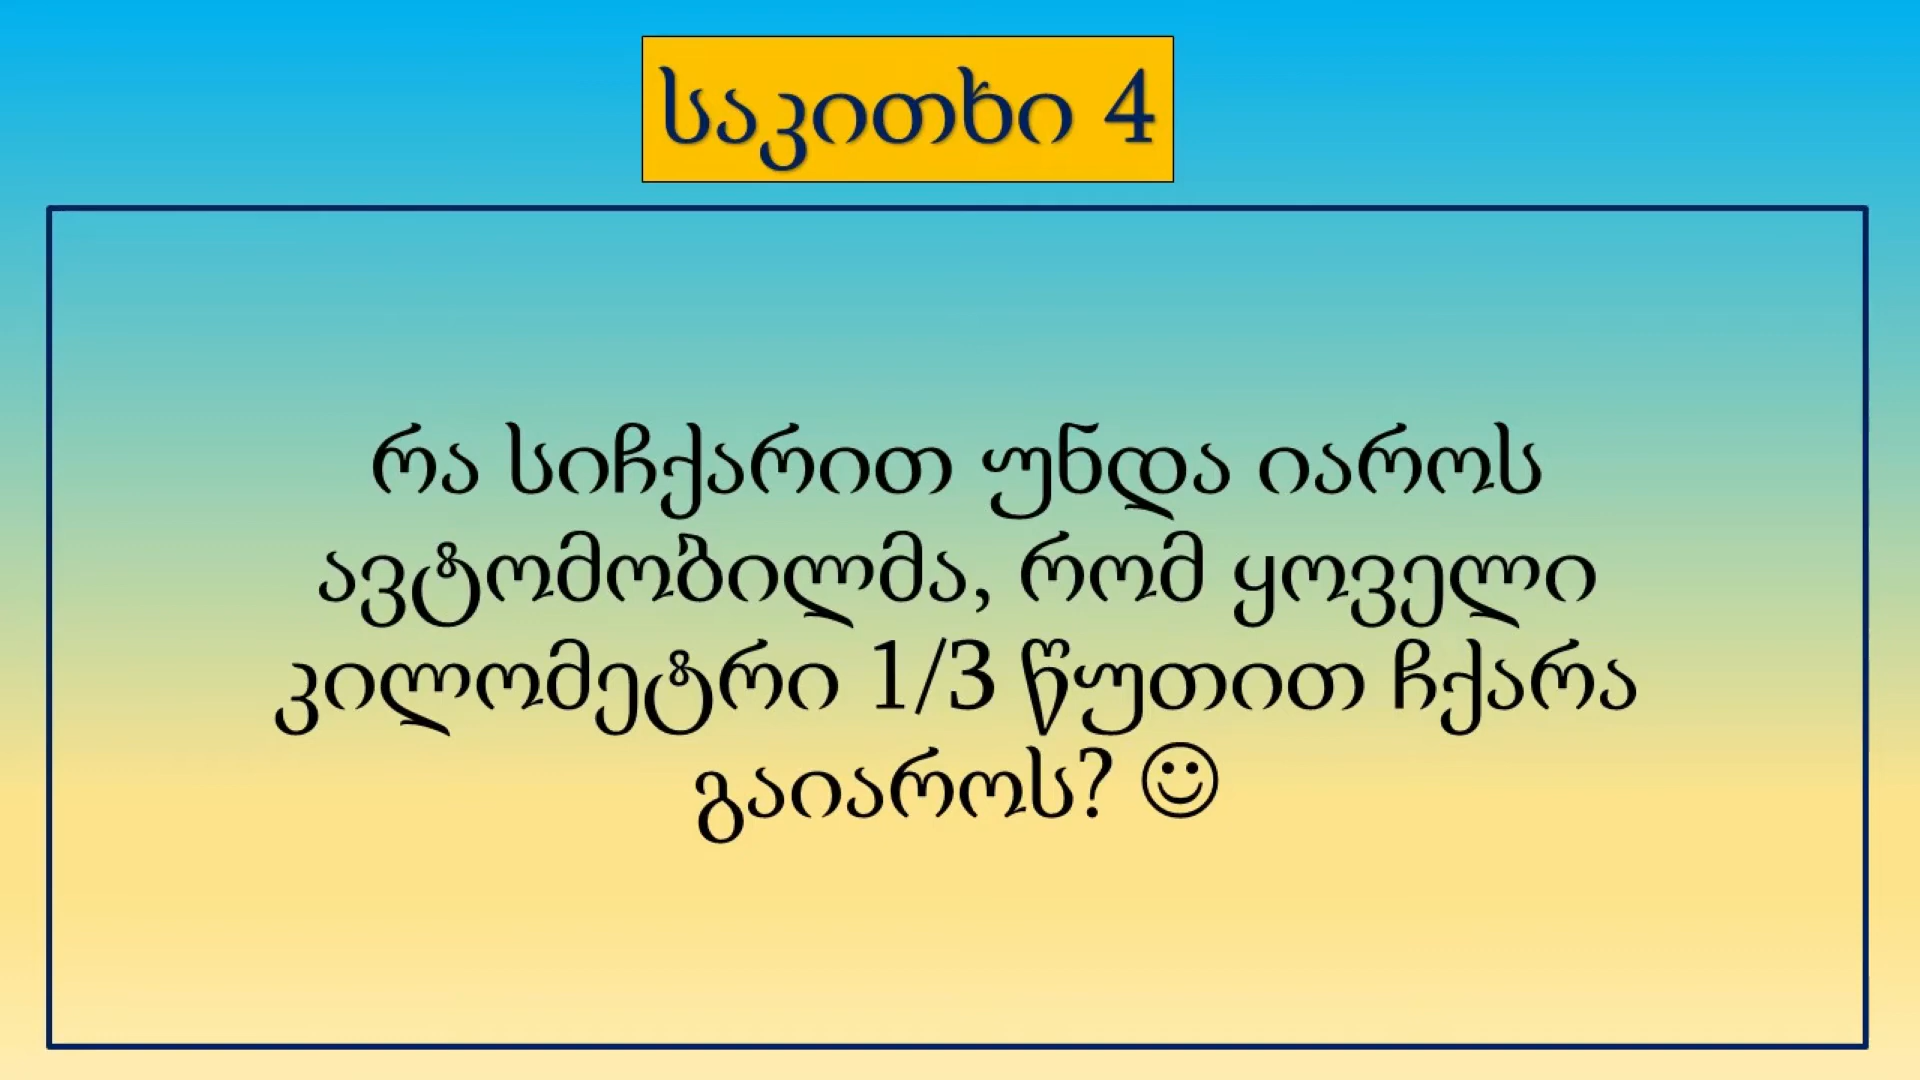 საკითხი 4
რა სიჩქარით უნდა იაროს
ავტომობილმა, რომ ყოველი
კილომეტრი 1/3 წუთით ჩქარა
გაიაროს? ☺